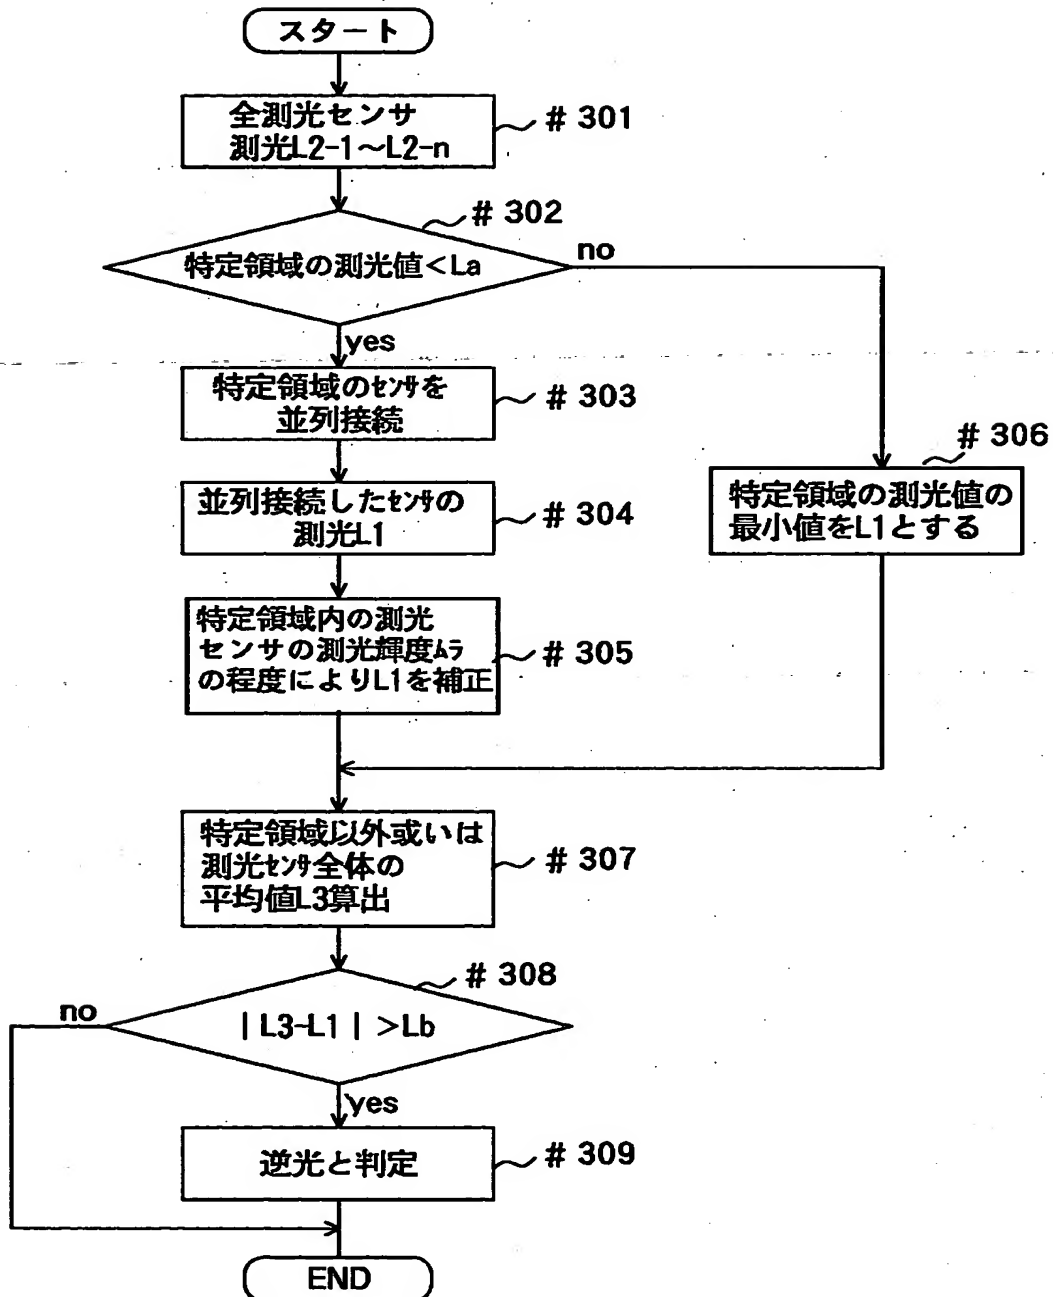 スタート
全測光センサ
測光L2-1～L2-n
# 301
# 302
特定領域の測光値<La
no
yes
特定領域のｾﾝｻを
並列接続
# 303
並列接続したｾﾝｻの
測光L1
# 304
特定領域内の測光
センサの測光輝度ﾑﾗ
の程度によりL1を補正
# 305
# 306
特定領域の測光値の
最小値をL1とする
特定領域以外或いは
測光ｾﾝｻ全体の
平均値L3算出
# 307
# 308
| L3-L1 | >Lb
no
yes
逆光と判定
# 309
END